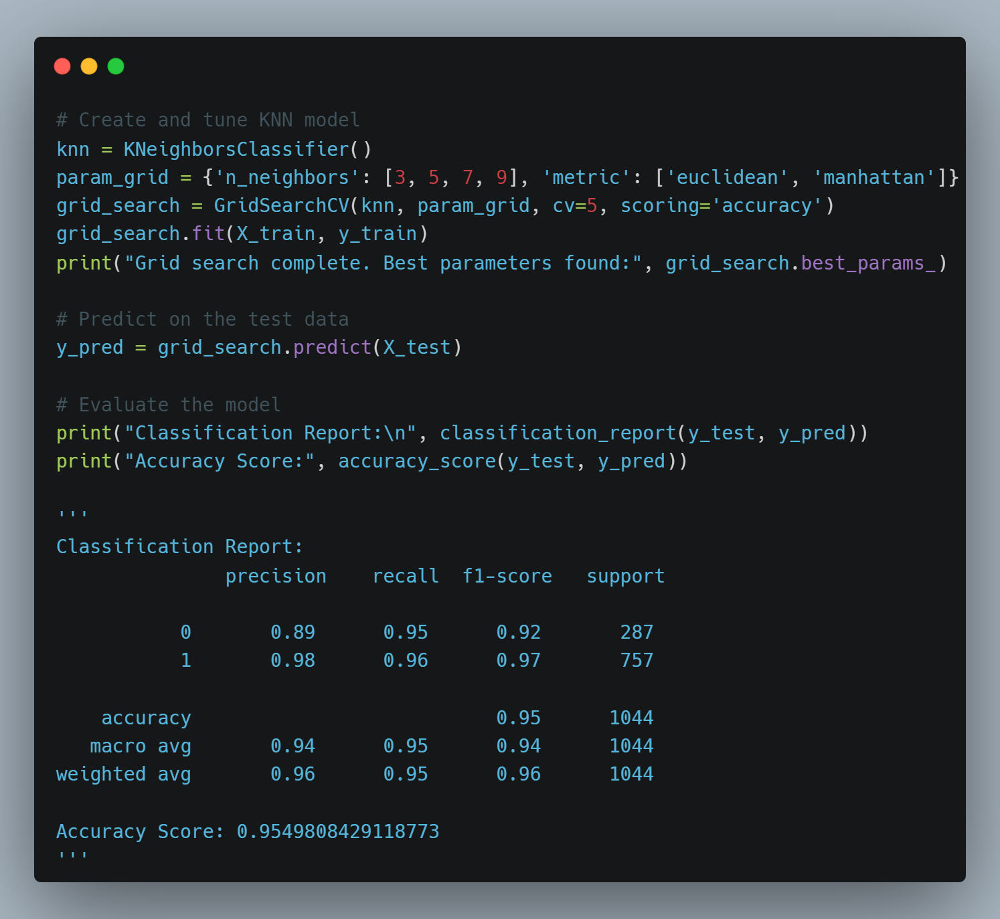 # Create and tune KNN model
knn = KNeighborsClassifier()
param_grid = {'n_neighbors': [3, 5, 7, 9], 'metric': ['euclidean', 'manhattan']}
grid_search = GridSearchCV(knn, param_grid, cv=5, scoring='accuracy')
grid_search.fit(X_train, y_train)
print("Grid search complete. Best parameters found:", grid_search.best_params_)

# Predict on the test data
y_pred = grid_search.predict(X_test)

# Evaluate the model
print("Classification Report:\n", classification_report(y_test, y_pred))
print("Accuracy Score:", accuracy_score(y_test, y_pred))

'''
Classification Report:
               precision    recall  f1-score   support

           0       0.89      0.95      0.92       287
           1       0.98      0.96      0.97       757

    accuracy                           0.95      1044
   macro avg       0.94      0.95      0.94      1044
weighted avg       0.96      0.95      0.96      1044

Accuracy Score: 0.9549808429118773
'''